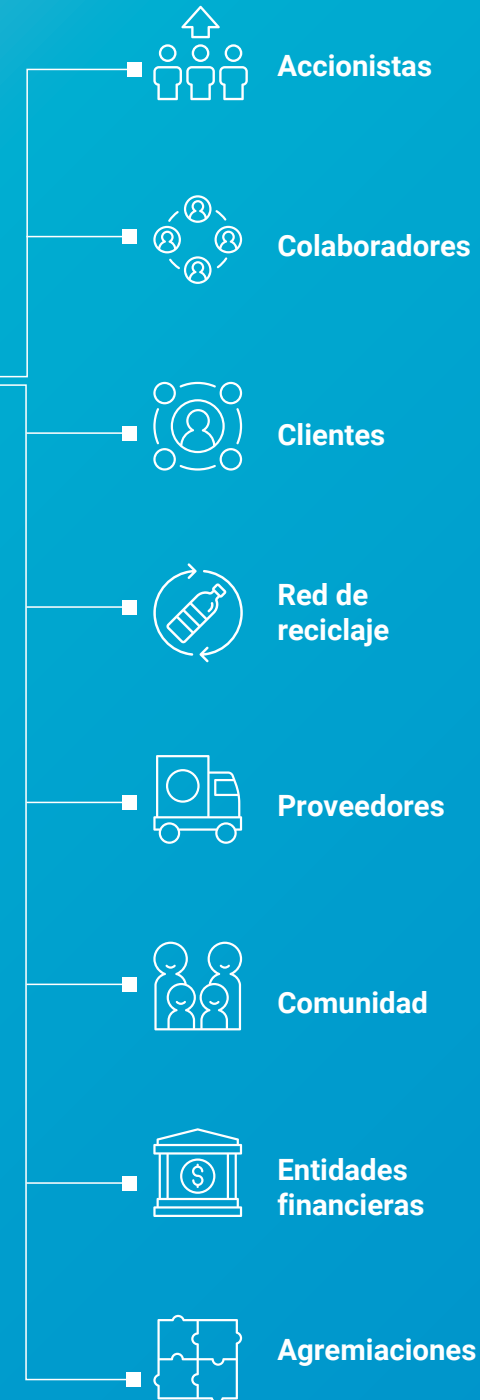 Accionistas
Colaboradores
Clientes
Red de
reciclaje
Proveedores
Comunidad
Entidades
financieras
Agremiaciones